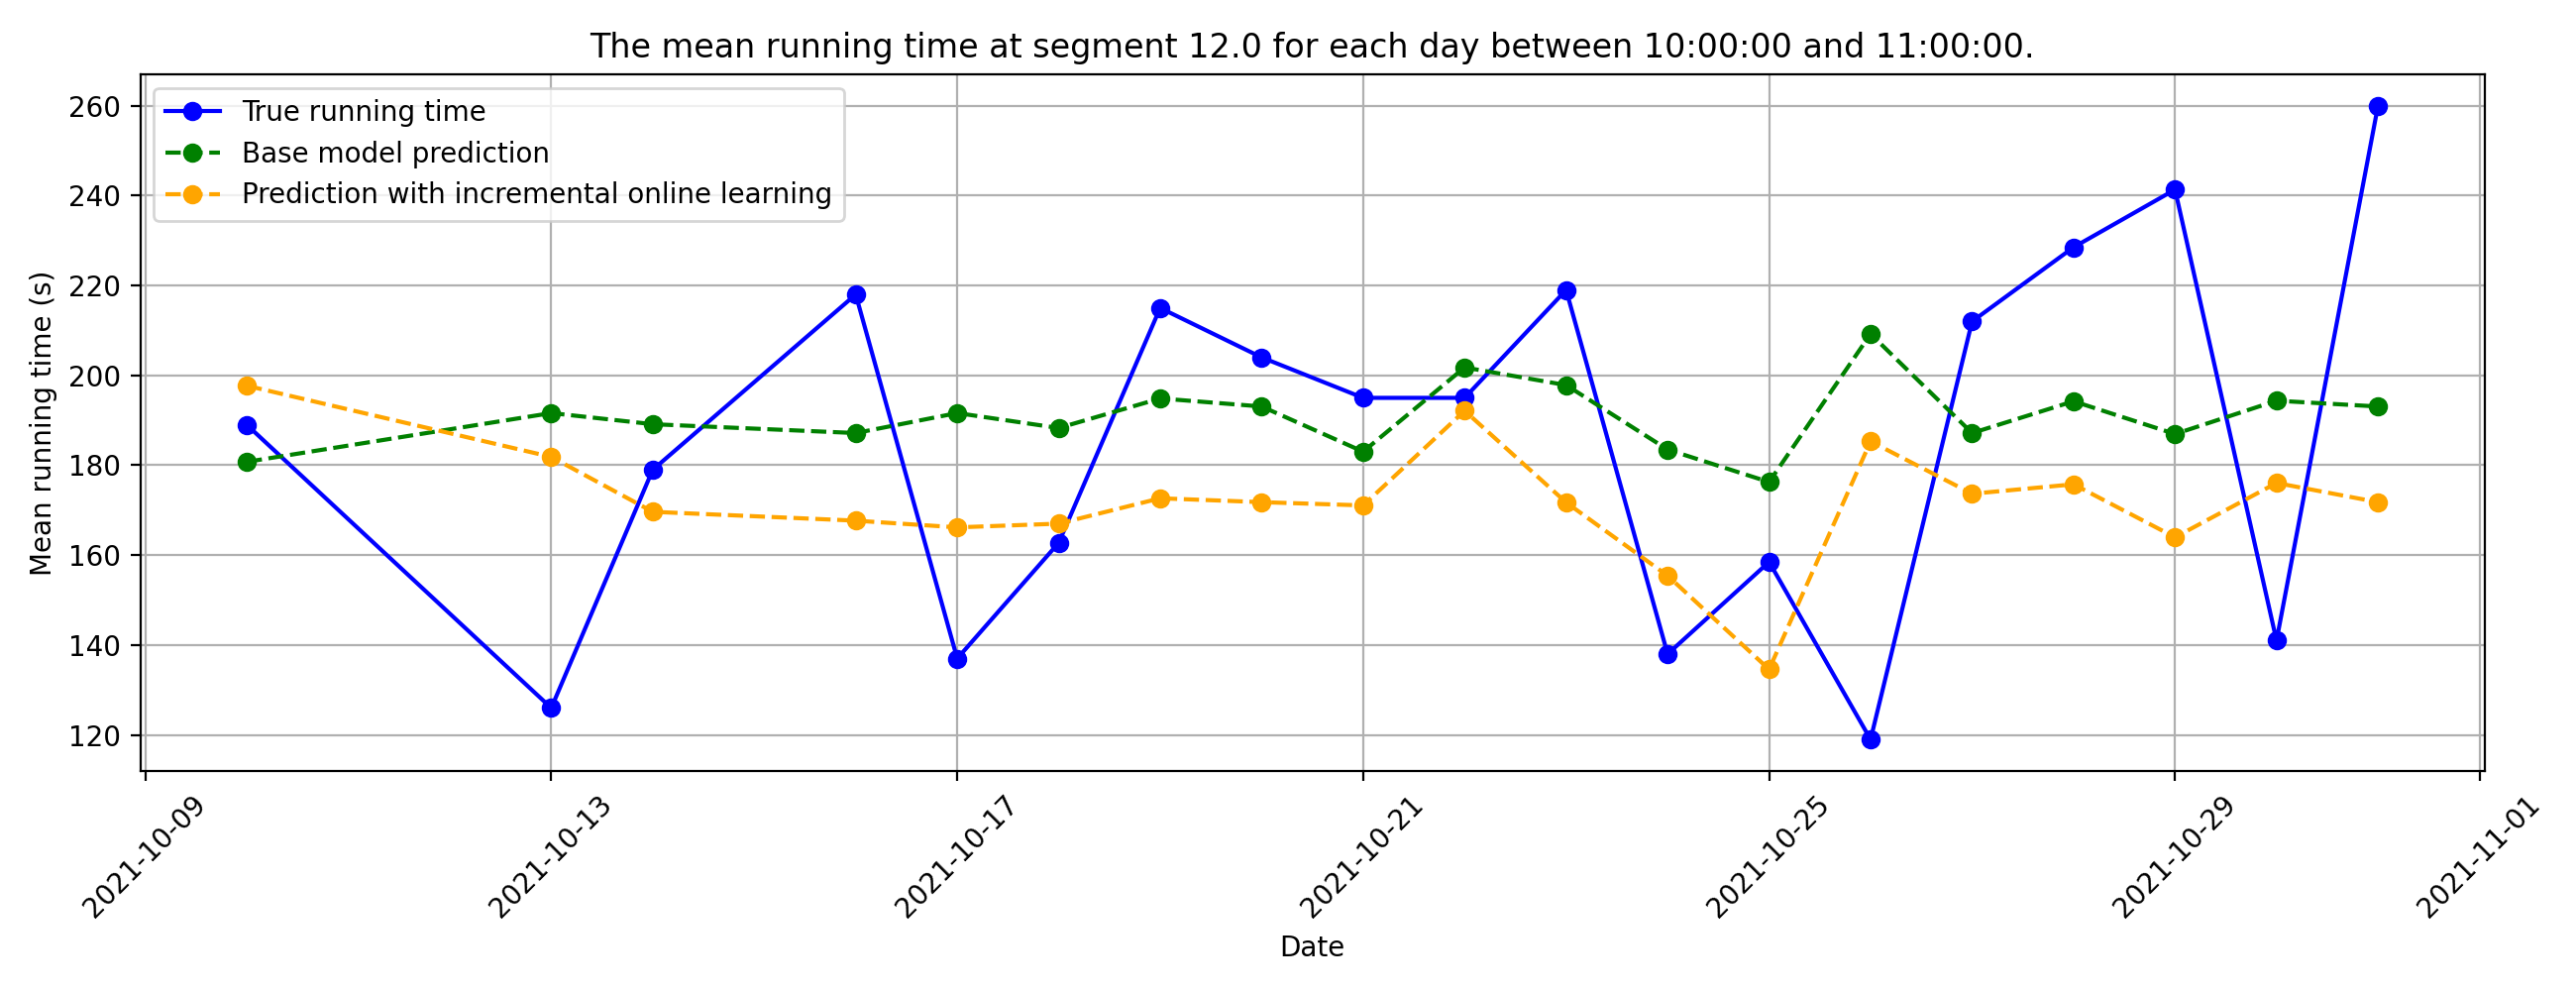 The mean running time at segment 12.0 for each day between 10:00:00 and 11:00:00.
True running time
Base model prediction
Prediction with incremental online learning
Mean running time (s)
260
240
220
200
180
160
140
120
2021-10-09
2021-10-13
2021-10-17
2021-10-21
2021-10-25
2021-10-29
2021-11-01
Date